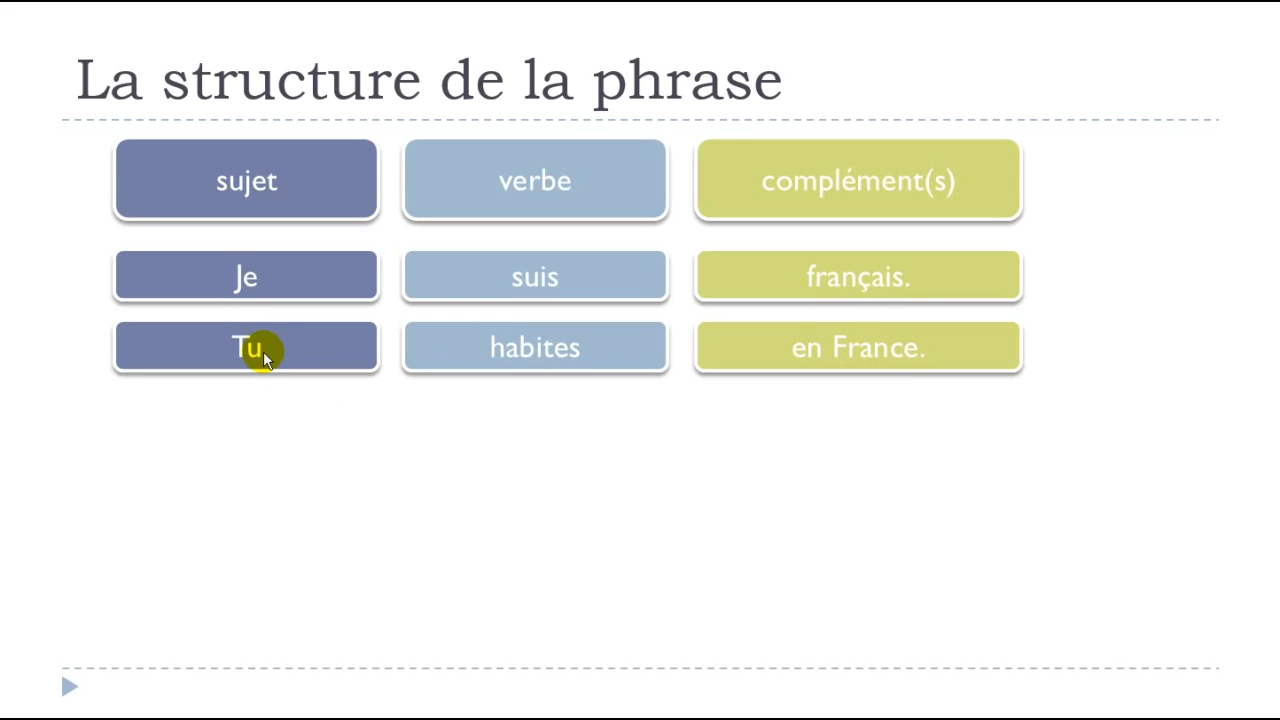 La structure de la phrase
sujet verbe complément(s)
Je suis français.
Tu habites en France.